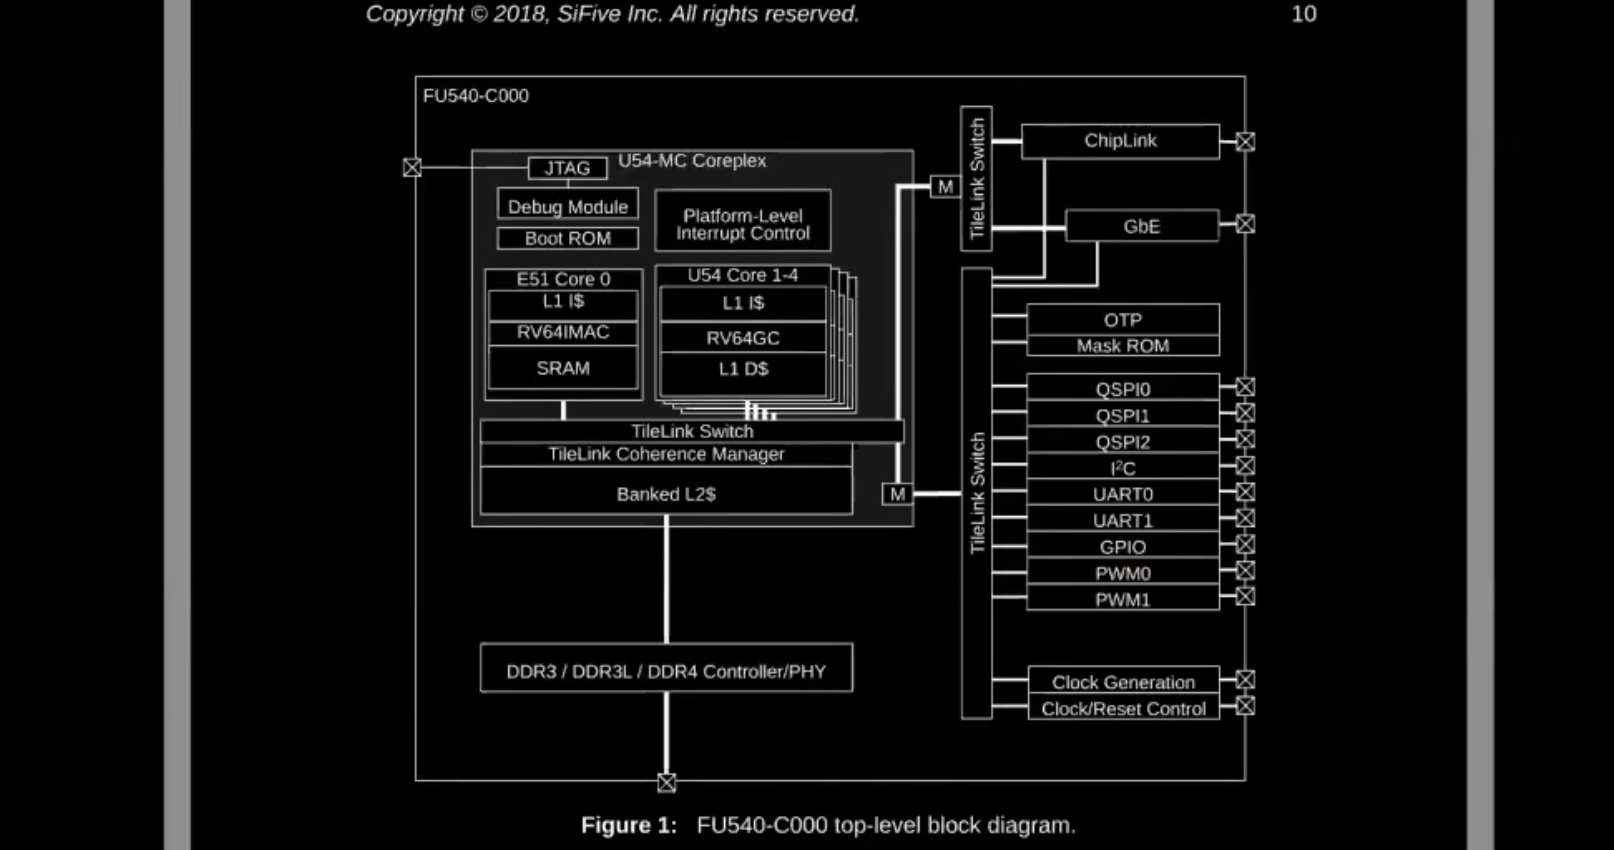 Copyright © 2018, SiFive Inc. All rights reserved. 10
FU540-C000
JTAG
U54-MC Coreplex
Debug Module
Boot ROM
Platform-Level
Interrupt Control
E51 Core 0
L1 I$
RV64IMAC
SRAM
U54 Core 1-4
L1 I$
RV64GC
L1 D$
TileLink Switch
TileLink Coherence Manager
Banked L2$
M
M
DDR3 / DDR3L / DDR4 Controller/PHY
TileLink Switch
ChipLink
GbE
TileLink Switch
OTP
Mask ROM
QSPI0
QSPI1
QSPI2
I²C
UART0
UART1
GPIO
PWM0
PWM1
Clock Generation
Clock/Reset Control
Figure 1: FU540-C000 top-level block diagram.